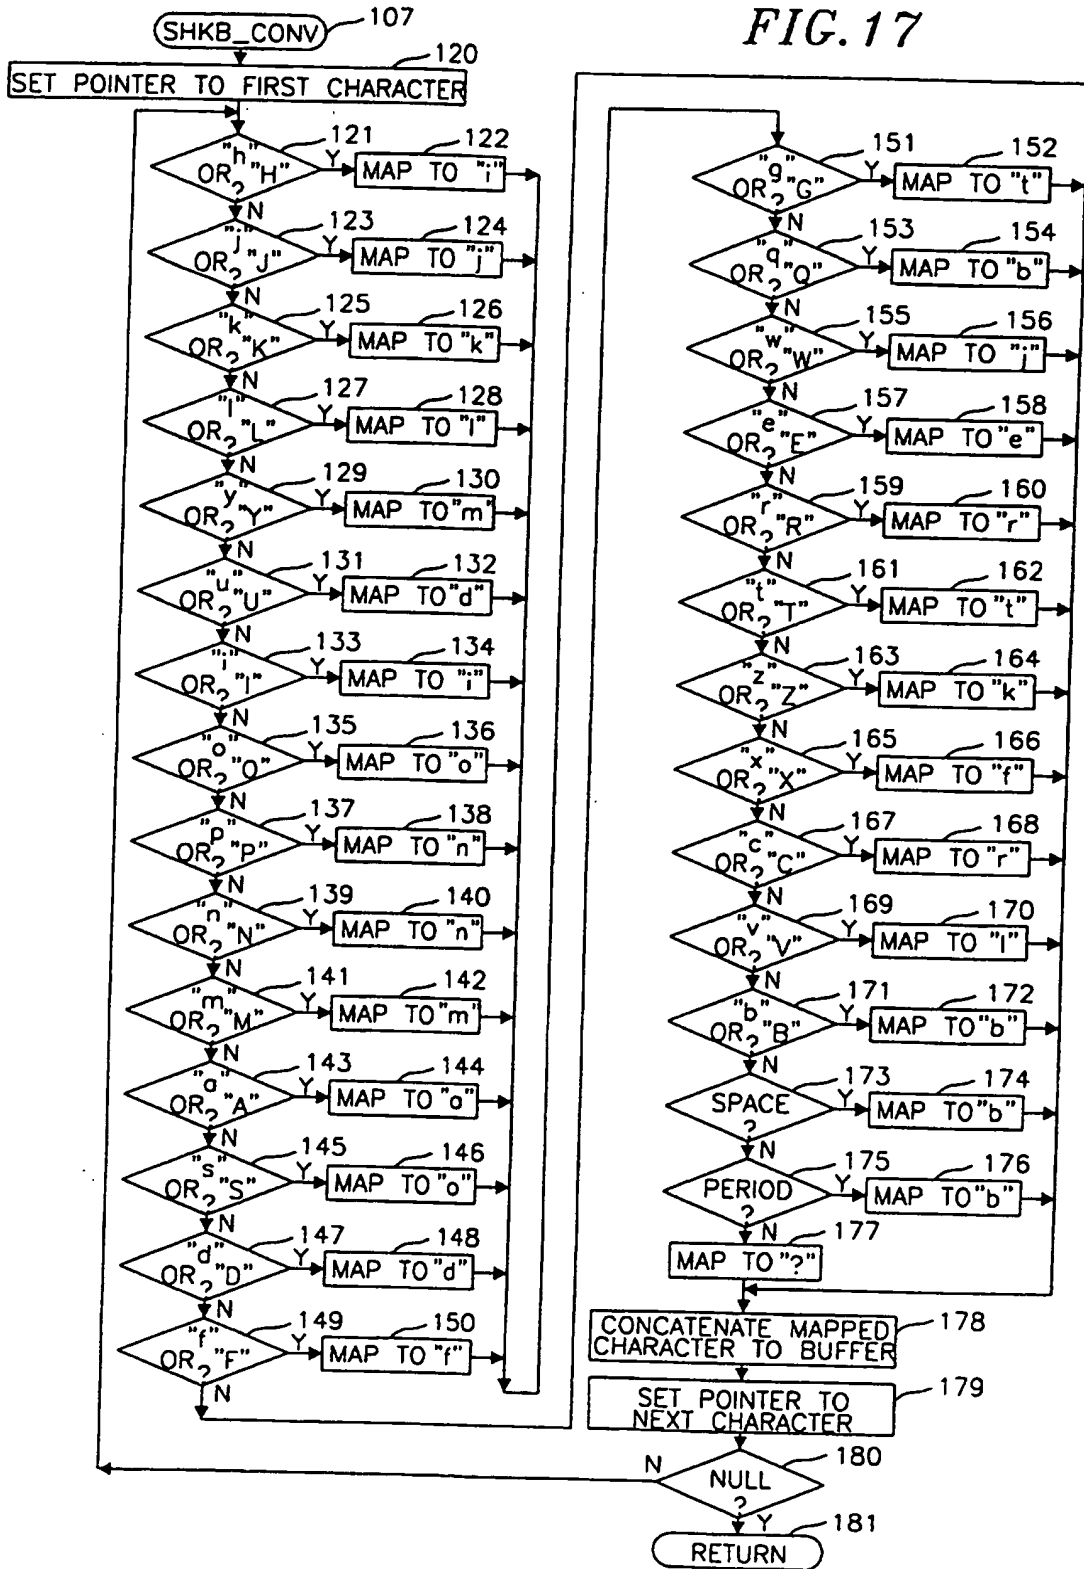 FIG. 17
SHKB_CONV
107
120
SET POINTER TO FIRST CHARACTER
121
"h"
OR "H"
?
Y
N
122
MAP TO "i"
123
"j"
OR "J"
?
Y
N
124
MAP TO "j"
125
"k"
OR "K"
?
Y
N
126
MAP TO "k"
127
"l"
OR "L"
?
Y
N
128
MAP TO "l"
129
"y"
OR "Y"
?
Y
N
130
MAP TO "m"
131
"u"
OR "U"
?
Y
N
132
MAP TO "d"
133
"i"
OR "I"
?
Y
N
134
MAP TO "i"
135
"o"
OR "O"
?
Y
N
136
MAP TO "o"
137
"p"
OR "P"
?
Y
N
138
MAP TO "n"
139
"n"
OR "N"
?
Y
N
140
MAP TO "n"
141
"m"
OR "M"
?
Y
N
142
MAP TO "m"
143
"a"
OR "A"
?
Y
N
144
MAP TO "a"
145
"s"
OR "S"
?
Y
N
146
MAP TO "o"
147
"d"
OR "D"
?
Y
N
148
MAP TO "d"
149
"f"
OR "F"
?
Y
N
150
MAP TO "f"
151
"g"
OR "G"
?
Y
N
152
MAP TO "t"
153
"q"
OR "Q"
?
Y
N
154
MAP TO "b"
155
"w"
OR "W"
?
Y
N
156
MAP TO "j"
157
"e"
OR "E"
?
Y
N
158
MAP TO "e"
159
"r"
OR "R"
?
Y
N
160
MAP TO "r"
161
"t"
OR "T"
?
Y
N
162
MAP TO "t"
163
"z"
OR "Z"
?
Y
N
164
MAP TO "k"
165
"x"
OR "X"
?
Y
N
166
MAP TO "f"
167
"c"
OR "C"
?
Y
N
168
MAP TO "r"
169
"v"
OR "V"
?
Y
N
170
MAP TO "l"
171
"b"
OR "B"
?
Y
N
172
MAP TO "b"
173
SPACE
?
Y
N
174
MAP TO "b"
175
PERIOD
?
Y
N
176
MAP TO "b"
177
MAP TO "?"
CONCATENATE MAPPED
CHARACTER TO BUFFER
178
SET POINTER TO
NEXT CHARACTER
179
180
NULL
?
N
Y
181
RETURN